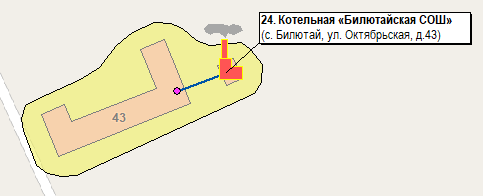 24. Котельная «Билютайская СОШ»
(с. Билютай, ул. Октябрьская, д.43)
43